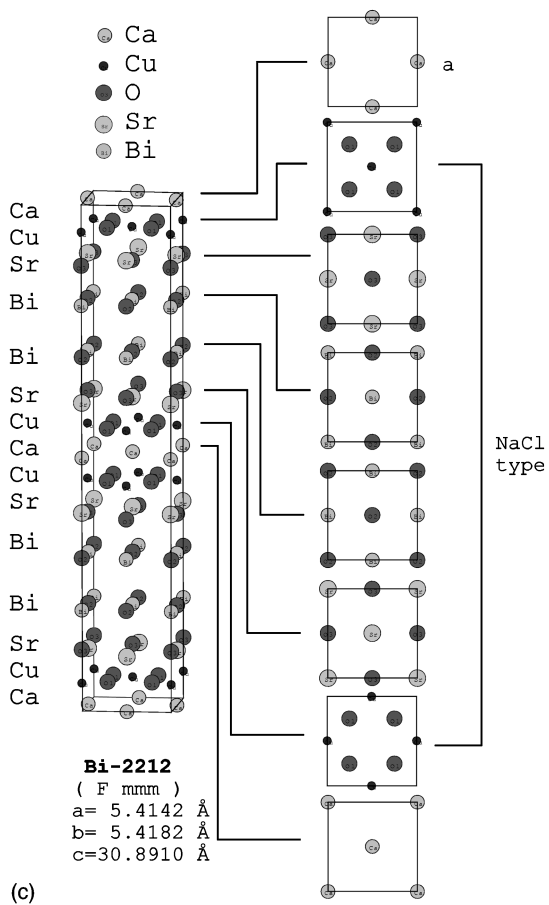 Ca
Cu
O
Sr
Bi
a
Ca
Cu
Sr
Bi
Bi
Sr
Cu
Ca
Cu
Sr
Bi
Bi
Sr
Cu
Ca
NaCl
type
Bi-2212
( F mmm )
a= 5.4142 Å
b= 5.4182 Å
c=30.8910 Å
(c)